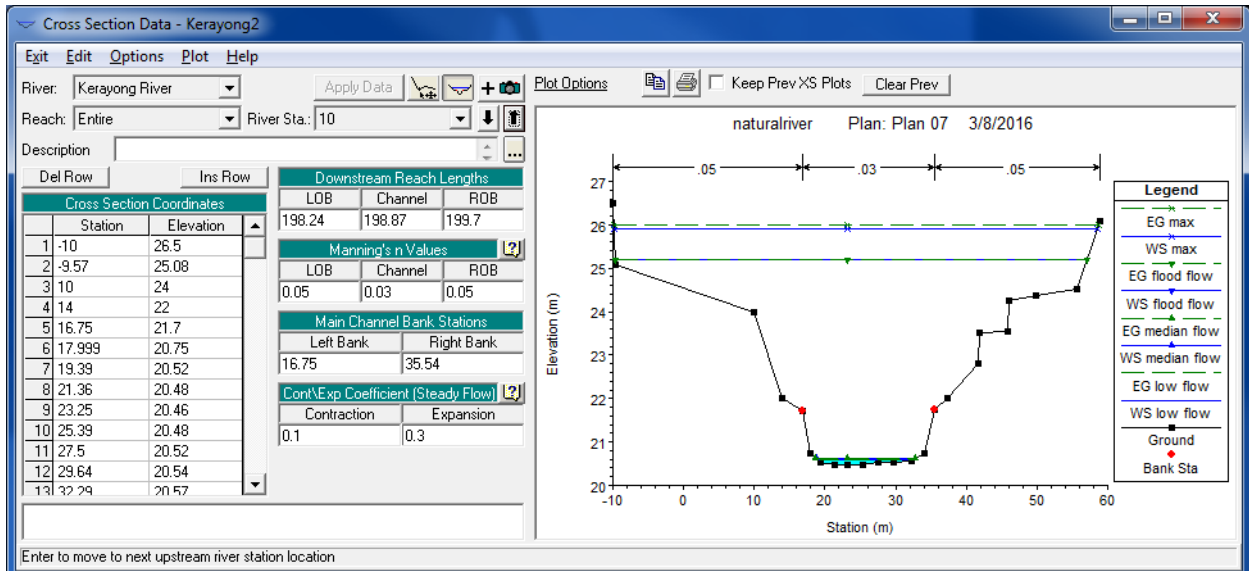 Cross Section Data - Kerayong2
Exit Edit Options Plot Help
River: Kerayong River
Apply Data
Plot Options
Keep Prev XS Plots
Clear Prev
Reach: Entire
River Sta.: 10
Description
...
Del Row
Ins Row
Cross Section Coordinates
Station Elevation
1 -10 26.5
2 -9.57 25.08
3 10 24
4 14 22
5 16.75 21.7
6 17.999 20.75
7 19.39 20.52
8 21.36 20.48
9 23.25 20.46
10 25.39 20.48
11 27.5 20.52
12 29.64 20.54
13 32.29 20.57
Downstream Reach Lengths
LOB Channel ROB
198.24 198.87 199.7
Manning's n Values
LOB Channel ROB
0.05 0.03 0.05
Main Channel Bank Stations
Left Bank Right Bank
16.75 35.54
Cont\Exp Coefficient (Steady Flow)
Contraction Expansion
0.1 0.3
naturalriver Plan: Plan 07 3/8/2016
.05 .03 .05
27
26
25
24
23
22
21
20
Elevation (m)
-10 0 10 20 30 40 50 60
Station (m)
Legend
EG max
WS max
EG flood flow
WS flood flow
EG median flow
WS median flow
EG low flow
WS low flow
Ground
Bank Sta
Enter to move to next upstream river station location